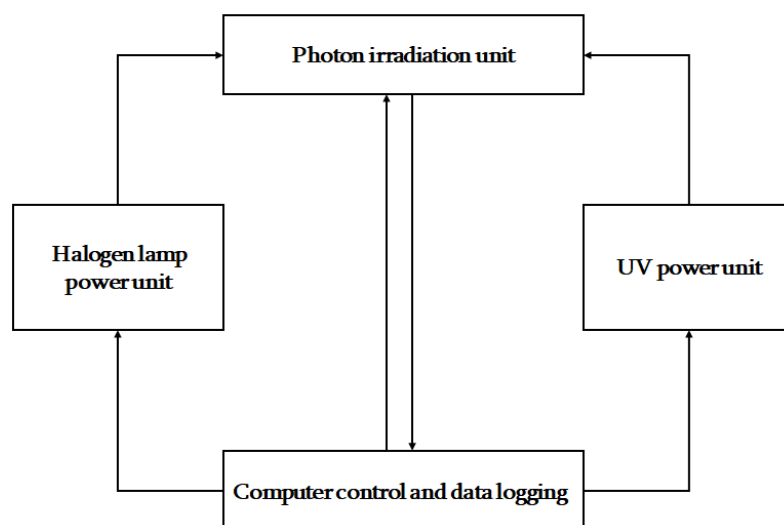 Photon irradiation unit
Halogen lamp
power unit
UV power unit
Computer control and data logging